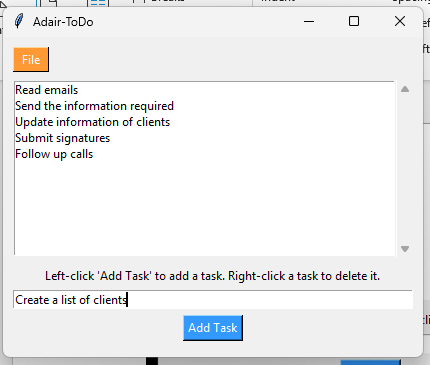 Adair-ToDo
File
Read emails
Send the information required
Update information of clients
Submit signatures
Follow up calls
Left-click 'Add Task' to add a task. Right-click a task to delete it.
Create a list of clients
Add Task